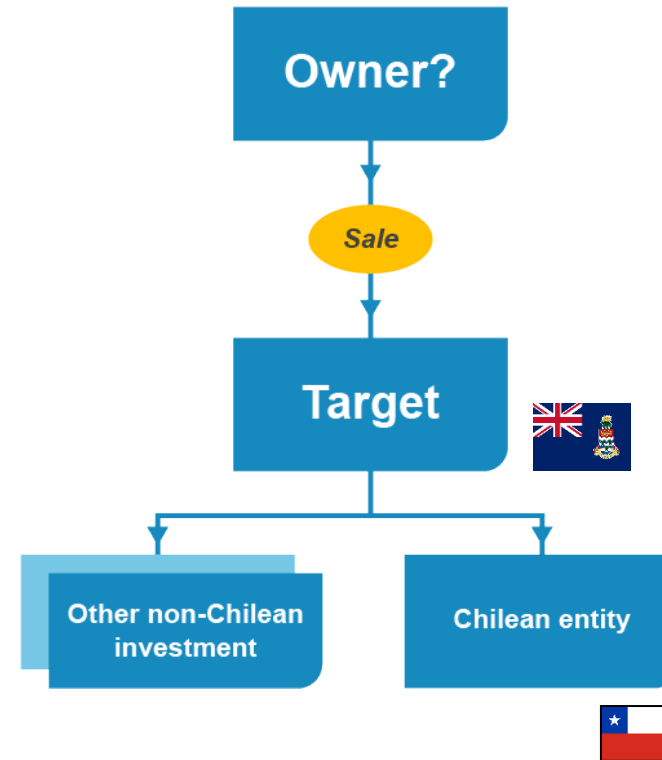 Owner?
Sale
Target
Other non-Chilean
investment
Chilean entity